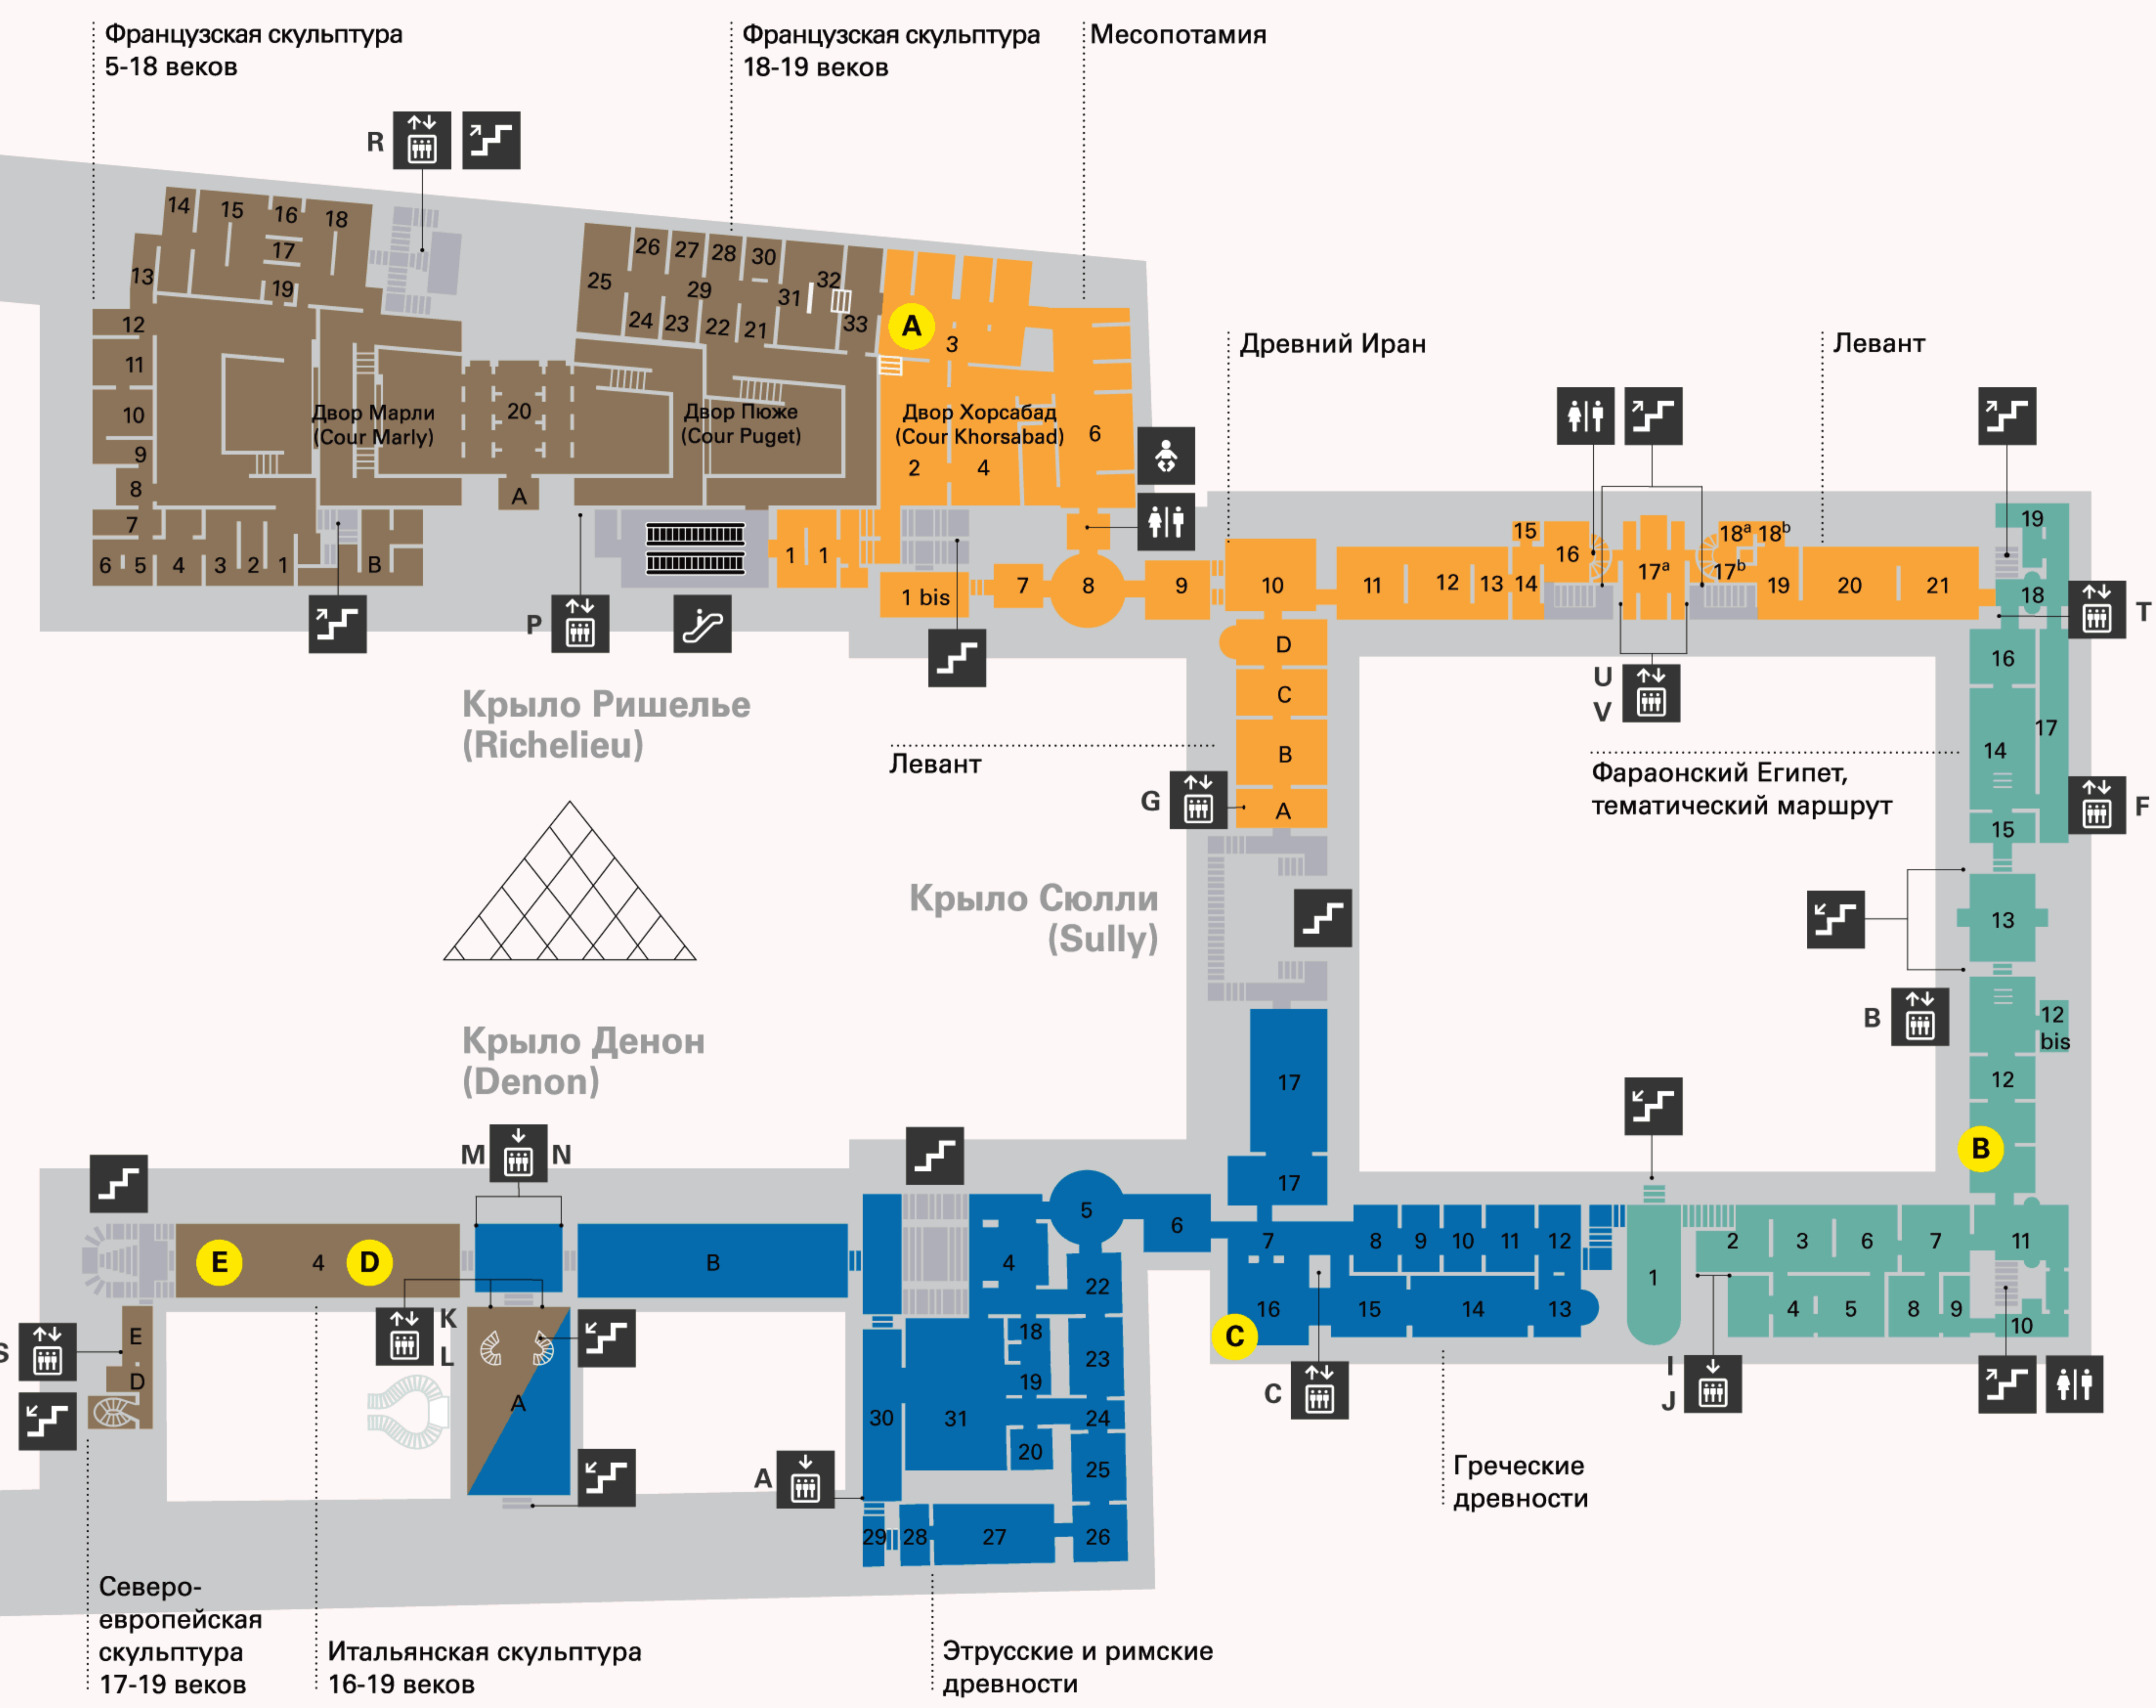 Французская скульптура
5-18 веков
Французская скульптура
18-19 веков
Месопотамия
R
14
15
16
18
17
13
19
12
11
10
9
8
7
6
5
4
3
2
1
B
Двор Марли
(Cour Marly)
20
A
26
27
28
30
25
29
31
32
24
23
22
21
33
Двор Пюже
(Cour Puget)
A
3
Двор Хорсабад
(Cour Khorsabad)
6
2
4
1
1
1 bis
7
8
9
P
Древний Иран
Левант
10
11
12
13
14
15
16
17a
17b
18a
18b
19
20
21
D
C
B
A
G
U
V
Левант
19
18
T
16
17
14
15
F
Фараонский Египет,
тематический маршрут
13
B
12
bis
12
B
Крыло Ришелье
(Richelieu)
Крыло Сюлли
(Sully)
Крыло Денон
(Denon)
M
N
E
4
D
B
K
L
S
E
D
A
A
17
17
5
6
7
4
22
18
23
19
30
31
24
20
25
29
28
27
26
8
9
10
11
12
16
15
14
13
C
C
1
2
3
6
7
11
4
5
8
9
10
I
J
Греческие
древности
Северо-
европейская
скульптура
17-19 веков
Итальянская скульптура
16-19 веков
Этрусские и римские
древности